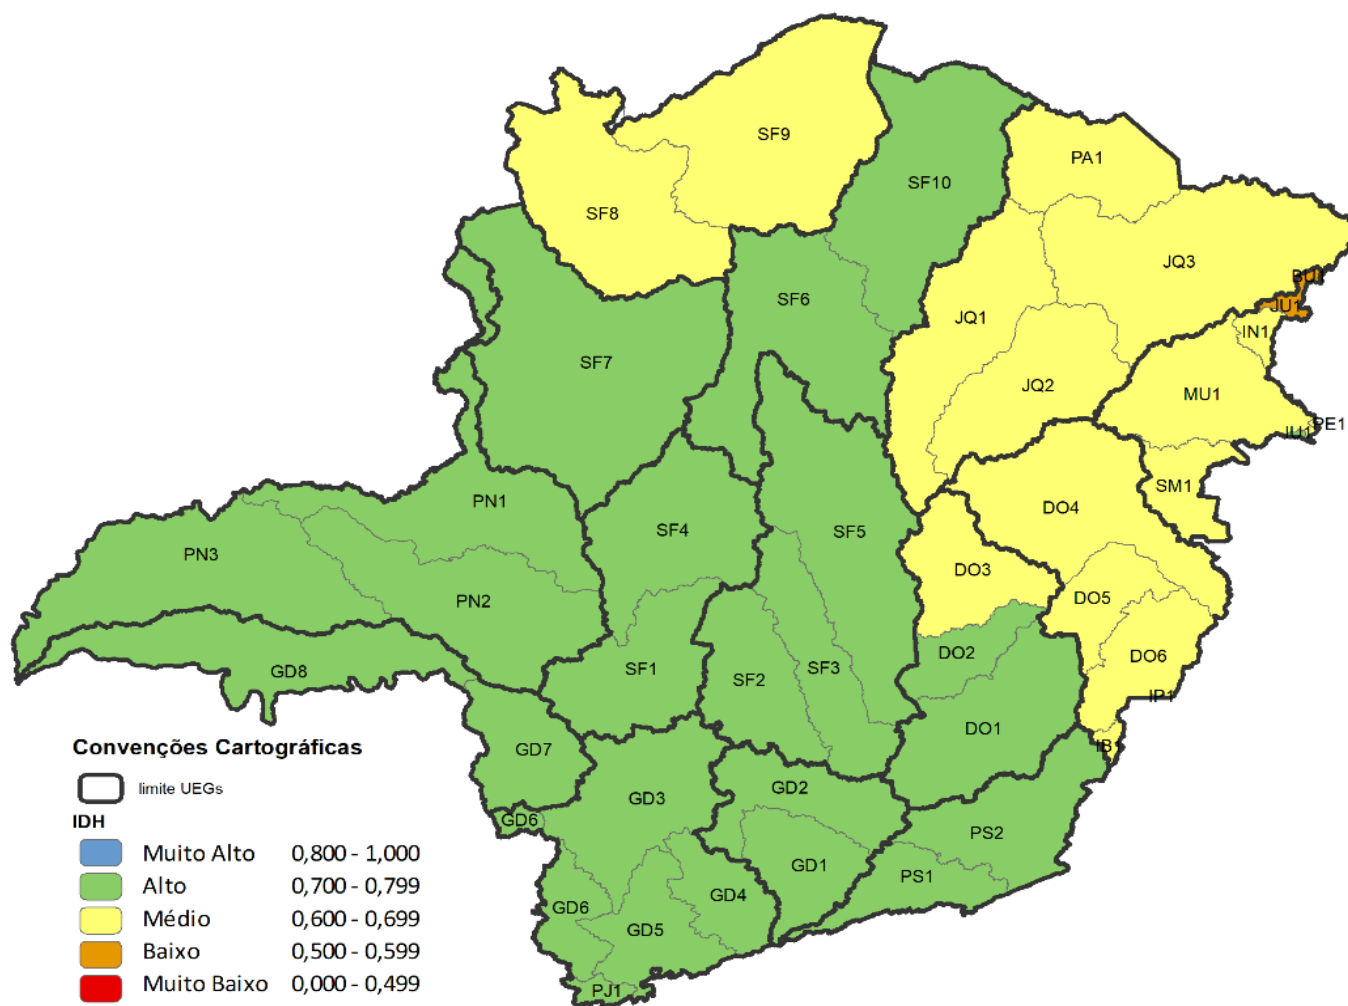 SF9
PA1
SF10
SF8
JQ3
BU1
SF6
JU1
JQ1
IN1
SF7
JQ2
MU1
PE1
IU1
SM1
PN1
DO4
SF4
SF5
PN3
DO3
PN2
DO5
DO2
DO6
GD8
SF1
SF2
SF3
IP1
DO1
IB1
GD7
GD2
GD3
GD6
PS2
GD1
PS1
GD4
GD6
GD5
PJ1
Convenções Cartográficas
limite UEGs
IDH
Muito Alto 0,800 - 1,000
Alto 0,700 - 0,799
Médio 0,600 - 0,699
Baixo 0,500 - 0,599
Muito Baixo 0,000 - 0,499